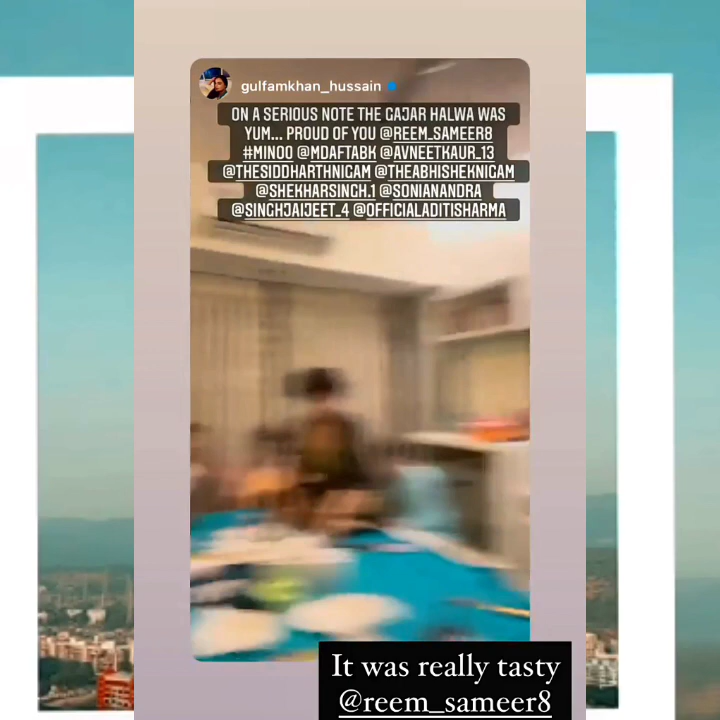 gulfamkhan_hussain
ON A SERIOUS NOTE THE GAJAR HALWA WAS
YUM... PROUD OF YOU @REEM_SAMEER8
#MINOO @MDAFTABK @AVNEETKAUR_13
@THESIDDHARTHNIGAM @THEABHISHEKNIGAM
@SHEKHARSINGH.1 @SONIANANDRA
@SINGHJAIJEET_4 @OFFICIALADITISHARMA
It was really tasty
@reem_sameer8